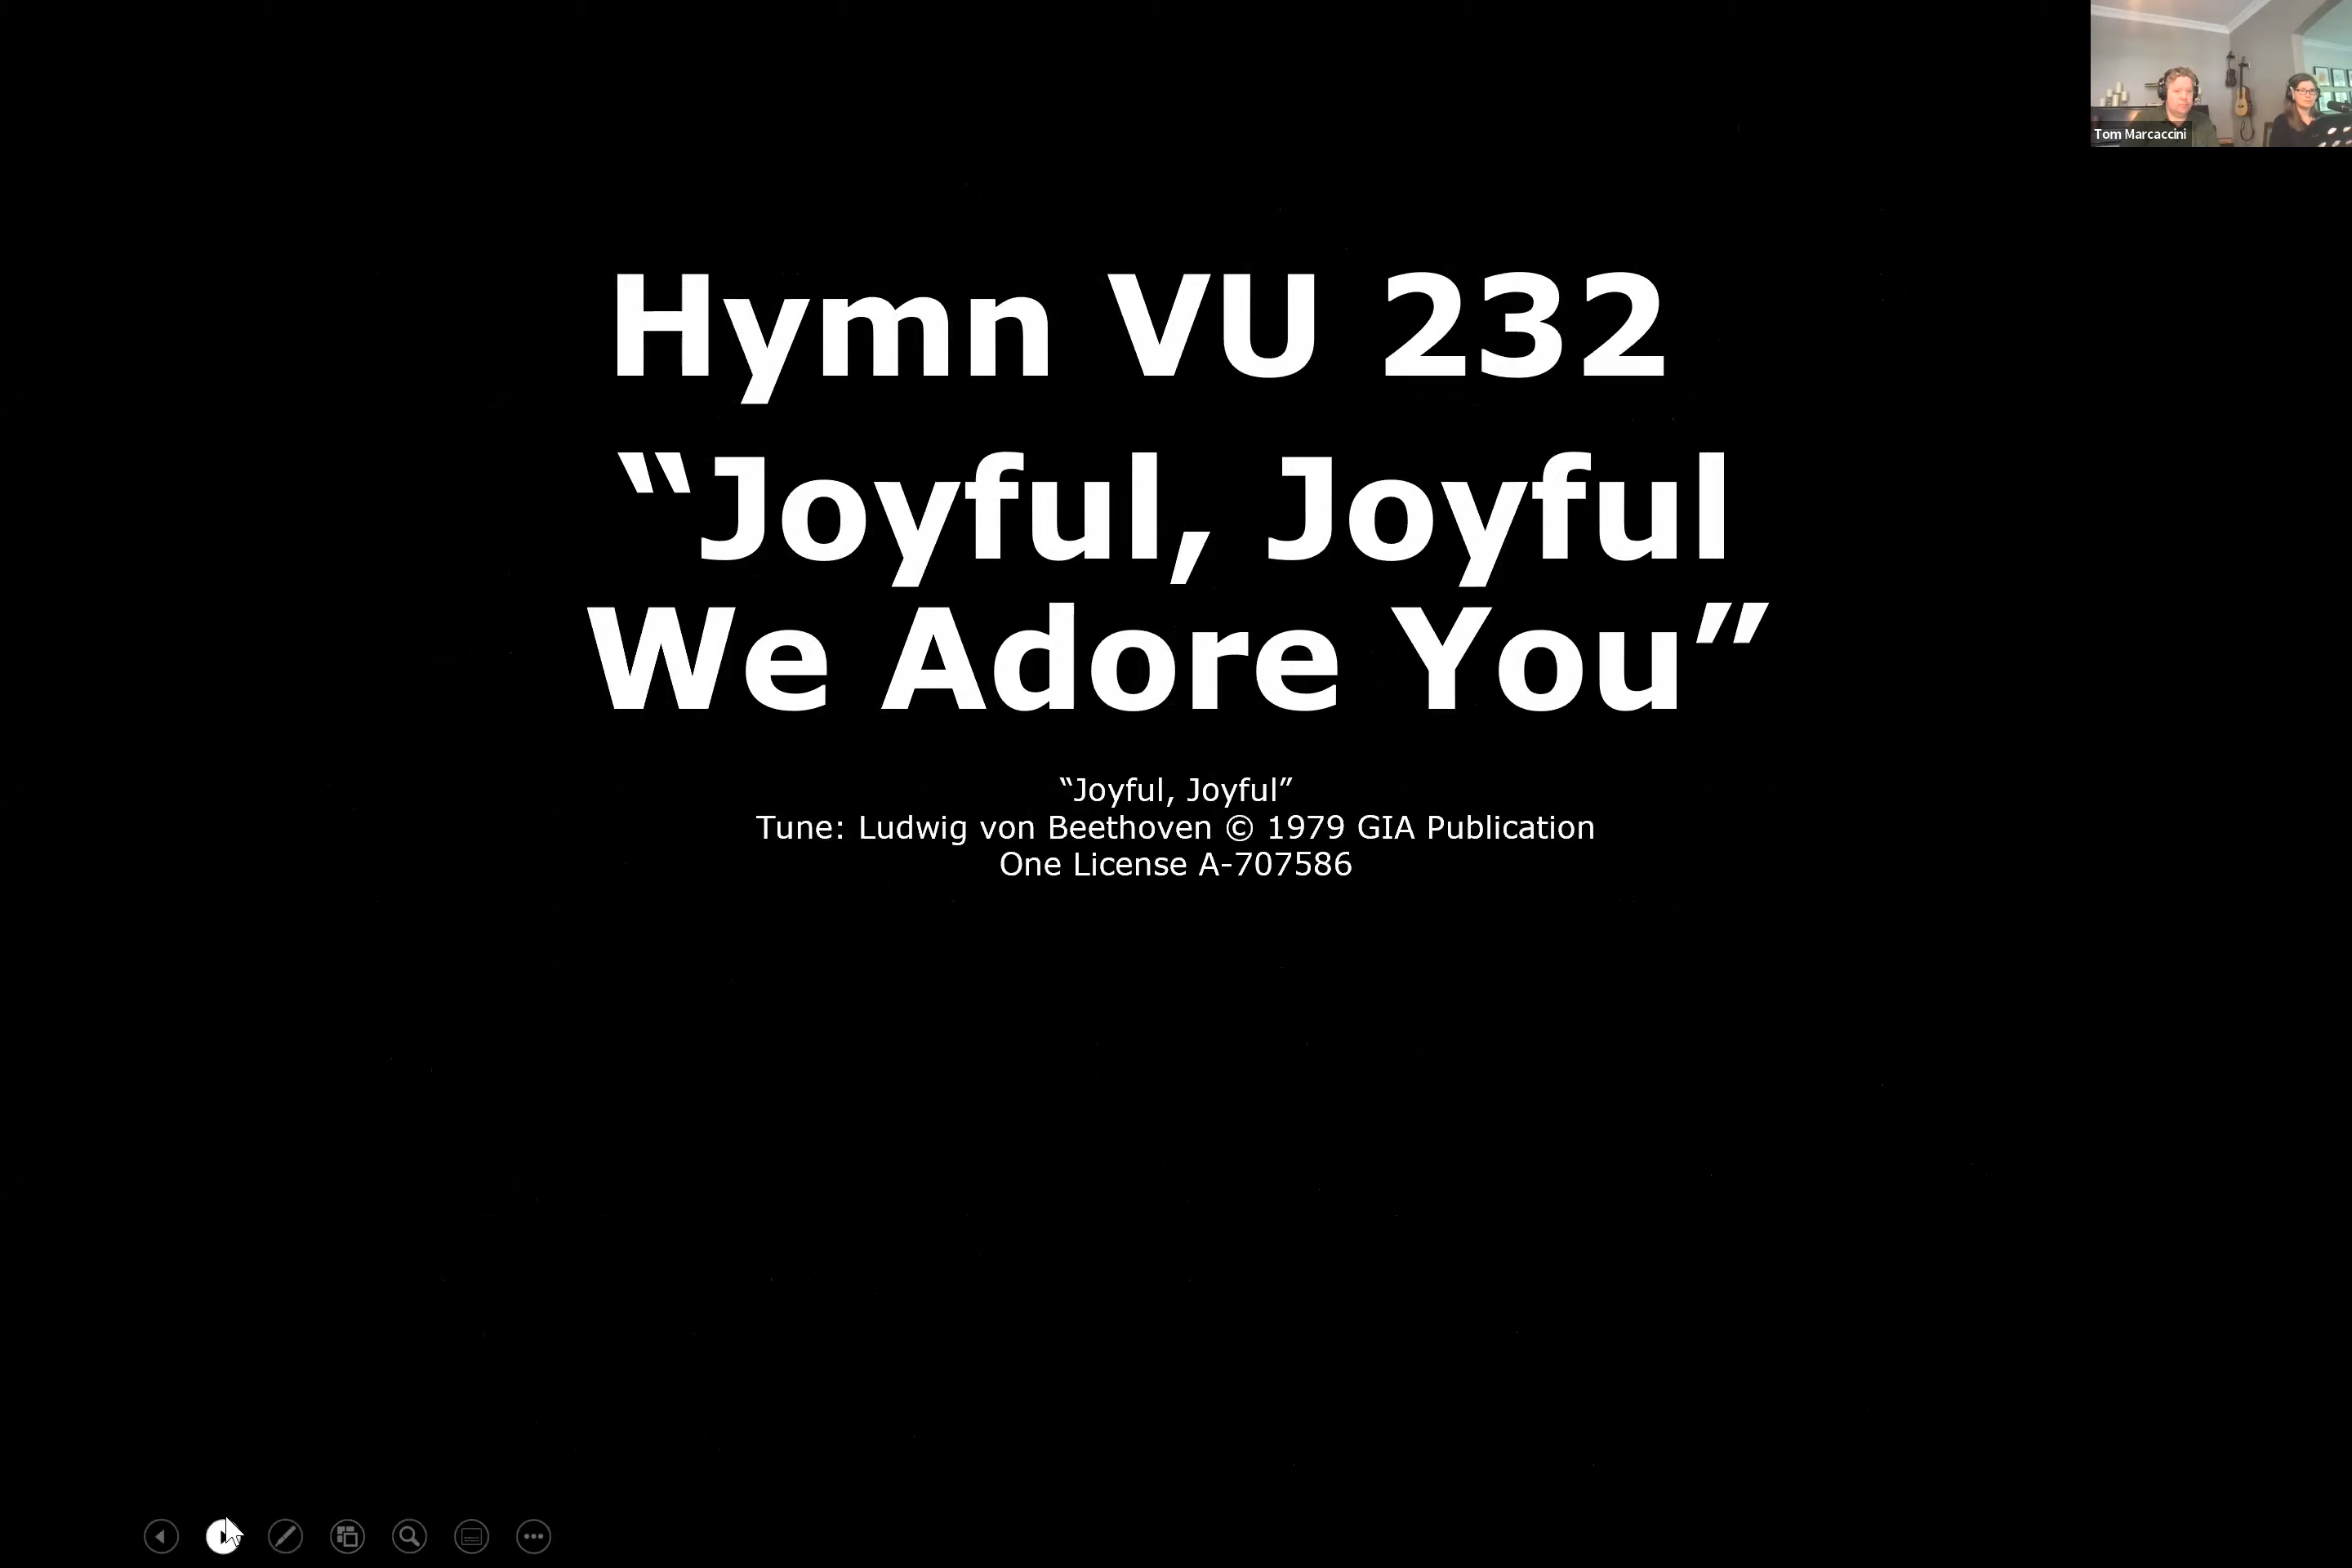 Tom Marcaccini
Hymn VU 232
“Joyful, Joyful
We Adore You”
“Joyful, Joyful”
Tune: Ludwig von Beethoven © 1979 GIA Publication
One License A-707586